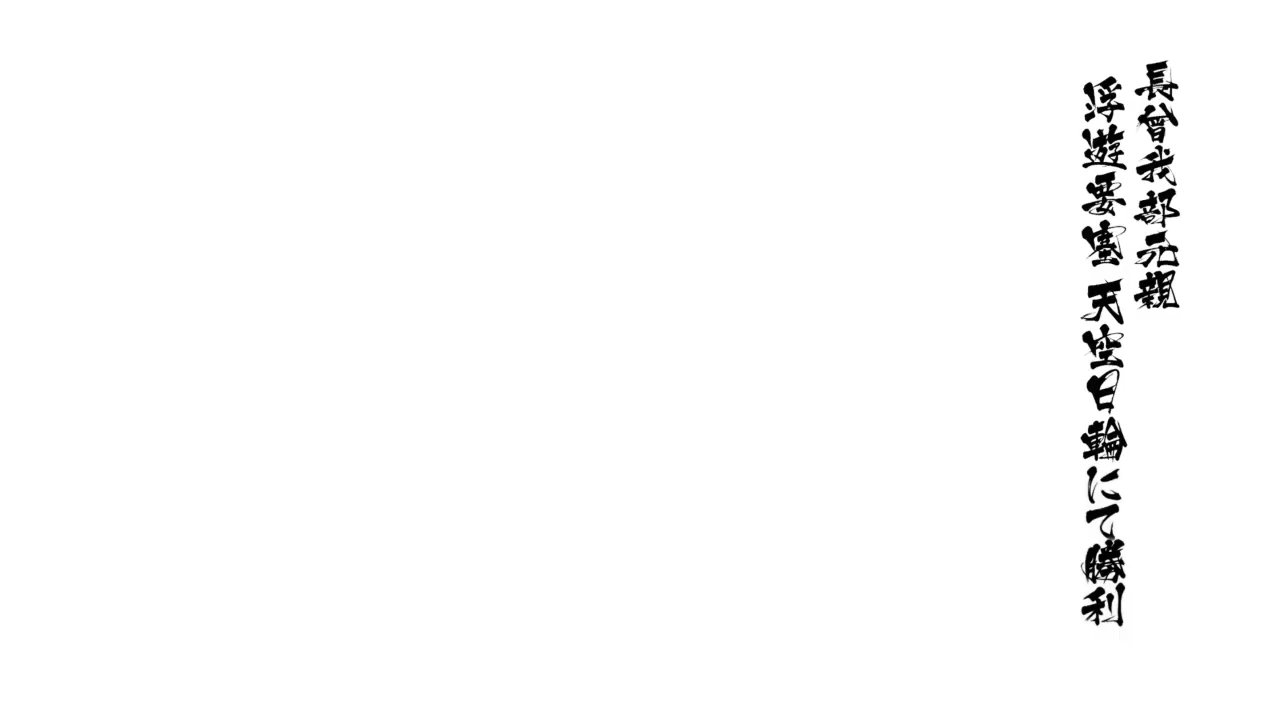 長曾我部元親
浮遊要塞 天空日輪にて勝利